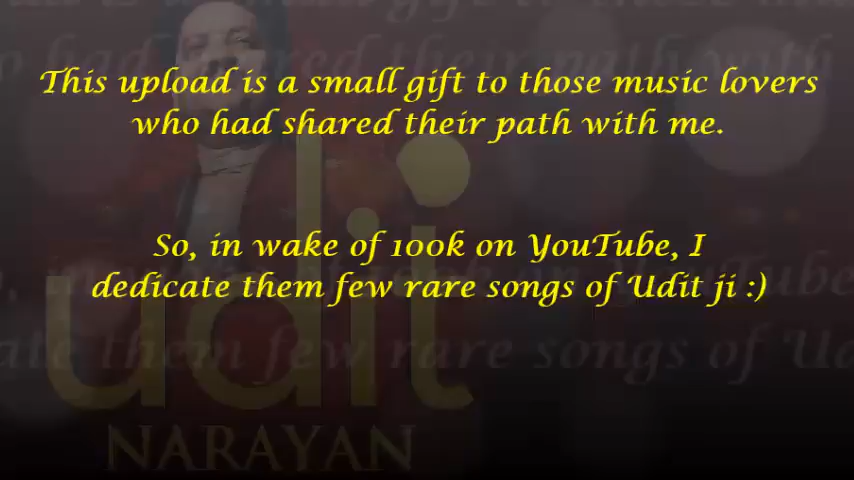 This upload is a small gift to those music lovers
who had shared their path with me.
So, in wake of 100k on YouTube, I
dedicate them few rare songs of Udit ji :)
udit
NARAYAN